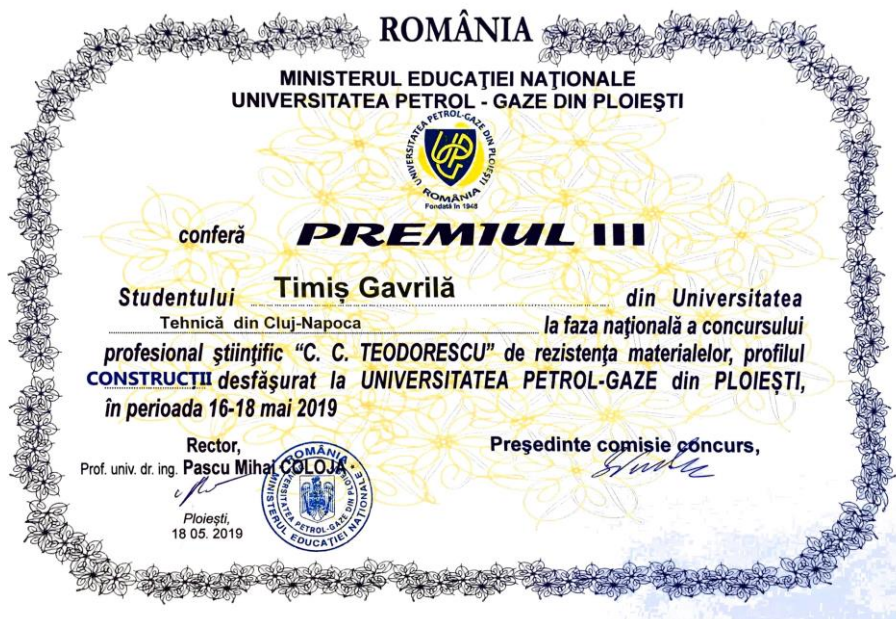 ROMÂNIA
MINISTERUL EDUCAŢIEI NAŢIONALE
UNIVERSITATEA PETROL - GAZE DIN PLOIEŞTI
UNIVERSITATEA PETROL-GAZE DIN PLOIEŞTI
UPG
ROMÂNIA
Fondată în 1948
conferă PREMIUL III
Studentului Timiș Gavrilă din Universitatea
Tehnică din Cluj-Napoca la faza naţională a concursului
profesional ştiinţific “C. C. TEODORESCU” de rezistenţa materialelor, profilul
CONSTRUCȚII desfăşurat la UNIVERSITATEA PETROL-GAZE din PLOIEŞTI,
în perioada 16-18 mai 2019
Rector,
Prof. univ. dr. ing. Pascu Mihai COLOJA
Preşedinte comisie concurs,
ROMÂNIA
MINISTERUL EDUCAŢIEI NAŢIONALE
UNIVERSITATEA PETROL-GAZE DIN PLOIEŞTI
Ploieşti,
18 05. 2019